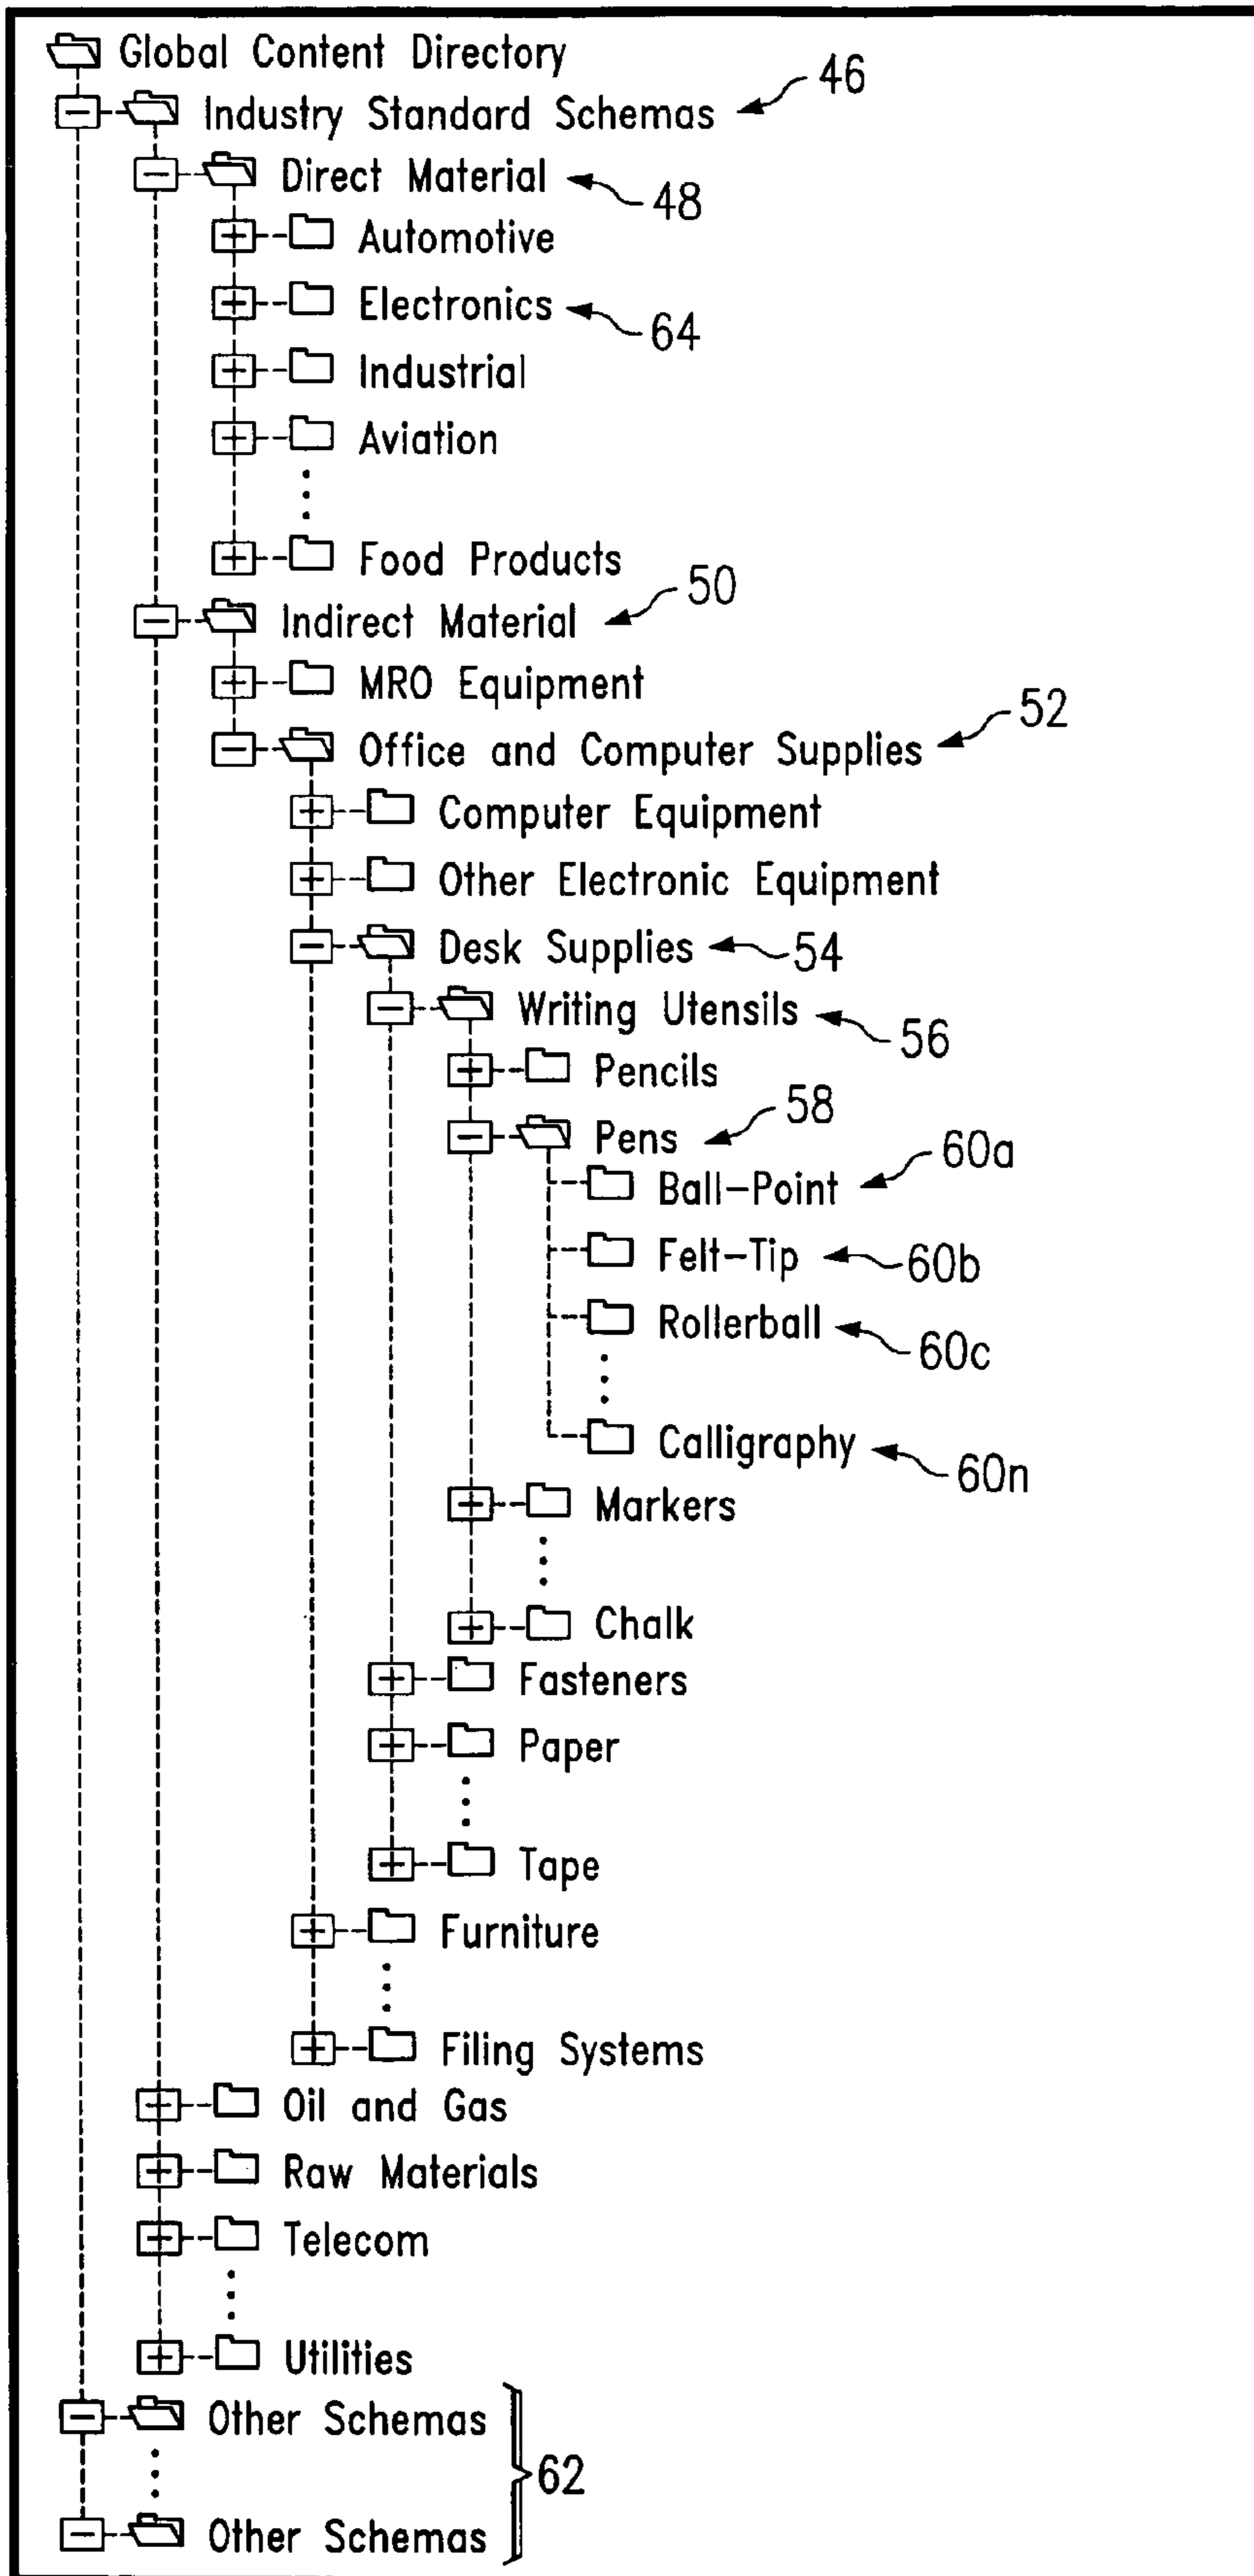 Global Content Directory
46
Industry Standard Schemas
Direct Material
48
Automotive
Electronics
64
Industrial
Aviation
Food Products
50
Indirect Material
MRO Equipment
52
Office and Computer Supplies
Computer Equipment
Other Electronic Equipment
Desk Supplies
54
Writing Utensils
56
Pencils
58
Pens
60a
Ball-Point
Felt-Tip
60b
Rollerball
60c
Calligraphy
60n
Markers
Chalk
Fasteners
Paper
Tape
Furniture
Filing Systems
Oil and Gas
Raw Materials
Telecom
Utilities
Other Schemas
62
Other Schemas